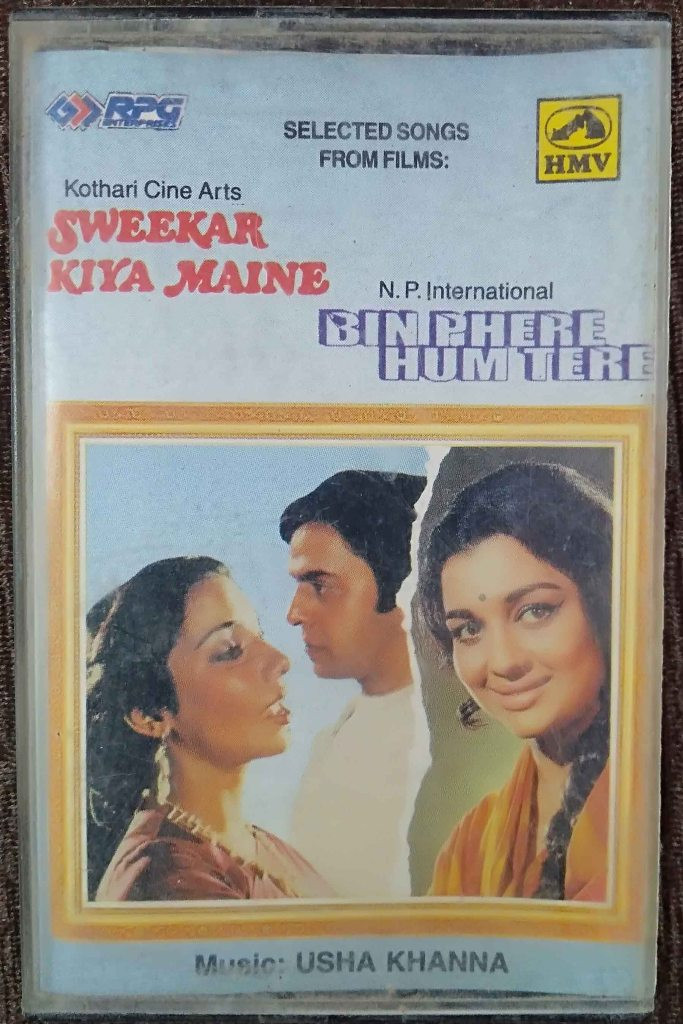 RPG
ENTERPRISES
SELECTED SONGS
FROM FILMS:
HMV
Kothari Cine Arts
SWEEKAR
KIYA MAINE
N.P. International
BIN PHERE
HUM TERE
Music: USHA KHANNA